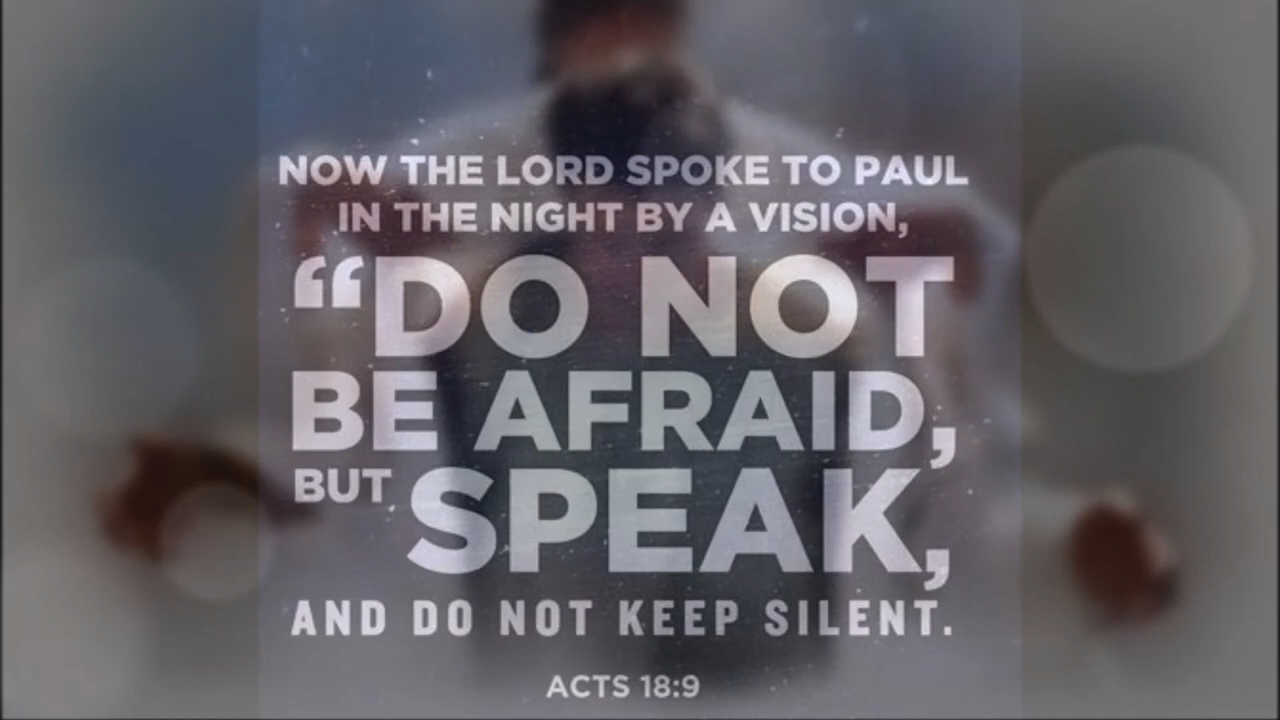 NOW THE LORD SPOKE TO PAUL
IN THE NIGHT BY A VISION,
“DO NOT
BE AFRAID,
BUT SPEAK,
AND DO NOT KEEP SILENT.
ACTS 18:9